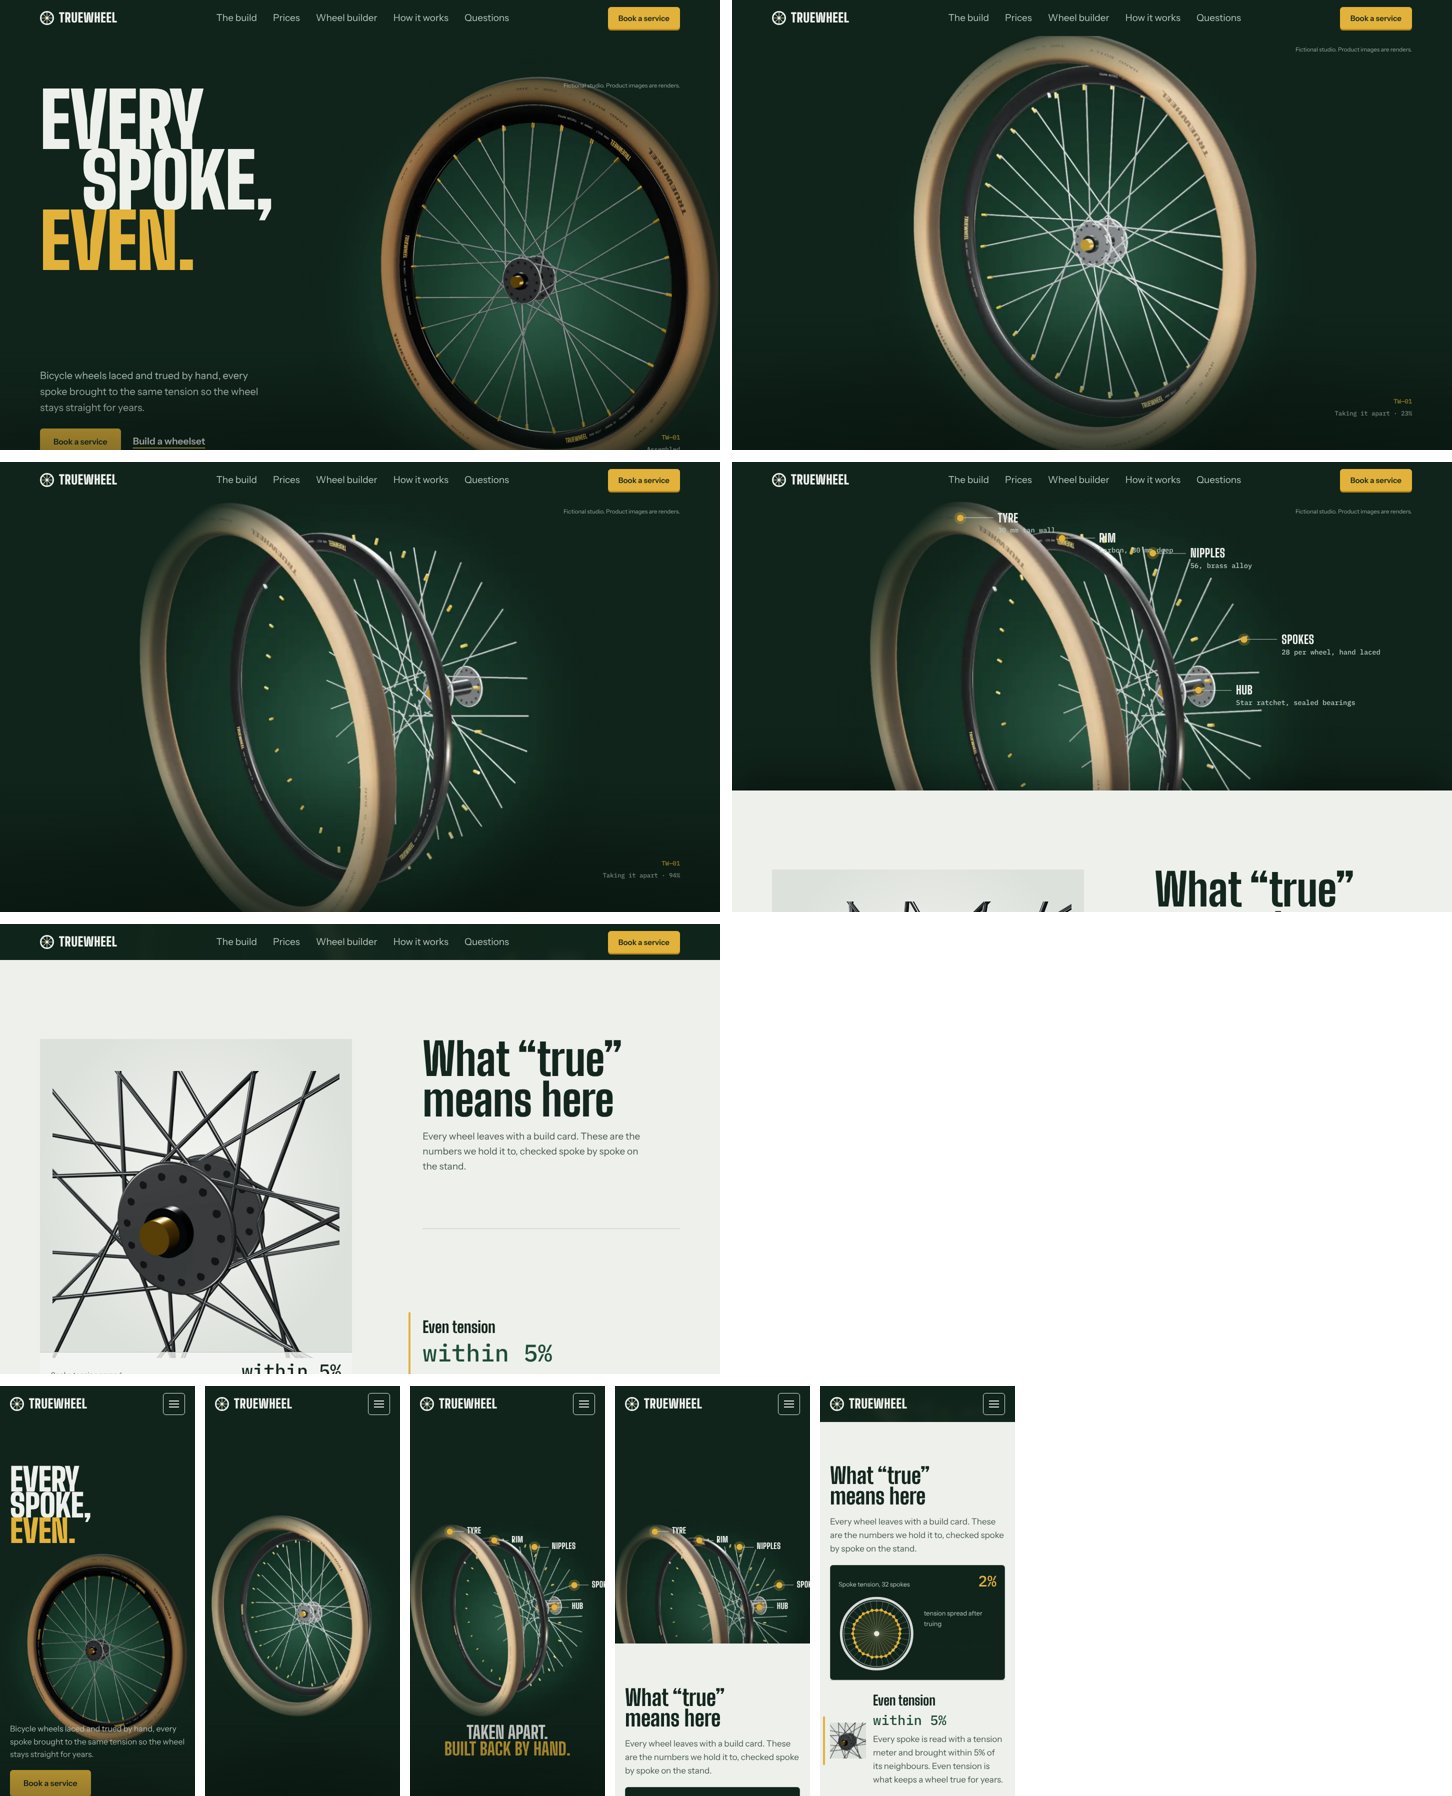 TRUEWHEEL
The build Prices Wheel builder How it works Questions
Book a service
Fictional studio. Product images are renders.
EVERY
SPOKE,
EVEN.
Bicycle wheels laced and trued by hand, every
spoke brought to the same tension so the wheel
stays straight for years.
Book a service Build a wheelset
TW—01
Assembled
TRUEWHEEL
The build Prices Wheel builder How it works Questions
Book a service
Fictional studio. Product images are renders.
TRUEWHEEL
TW—01
Taking it apart · 23%
TRUEWHEEL
The build Prices Wheel builder How it works Questions
Book a service
Fictional studio. Product images are renders.
TW—01
Taking it apart · 94%
TRUEWHEEL
The build Prices Wheel builder How it works Questions
Book a service
Fictional studio. Product images are renders.
TYRE
30 mm tan wall
RIM
NIPPLES
56, brass alloy
SPOKES
28 per wheel, hand laced
HUB
Star ratchet, sealed bearings
What “true”
TRUEWHEEL
The build Prices Wheel builder How it works Questions
Book a service
What “true”
means here
Every wheel leaves with a build card. These are the
numbers we hold it to, checked spoke by spoke on
the stand.
Even tension
within 5%
within 5%
TRUEWHEEL
EVERY
SPOKE,
EVEN.
Bicycle wheels laced and trued by hand, every
spoke brought to the same tension so the wheel
stays straight for years.
Book a service
TRUEWHEEL
TRUEWHEEL
TYRE
RIM
NIPPLES
SPO
HUB
TAKEN APART.
BUILT BACK BY HAND.
TRUEWHEEL
TYRE
RIM
NIPPLES
SPO
HUB
What “true”
means here
Every wheel leaves with a build card. These
are the numbers we hold it to, checked spoke
by spoke on the stand.
TRUEWHEEL
What “true”
means here
Every wheel leaves with a build card. These
are the numbers we hold it to, checked spoke
by spoke on the stand.
Spoke tension, 32 spokes
2%
tension spread after
truing
Even tension
within 5%
Every spoke is read with a tension
meter and brought within 5% of
its neighbours. Even tension is
what keeps a wheel true for years.